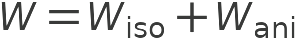 W = W_iso + W_ani